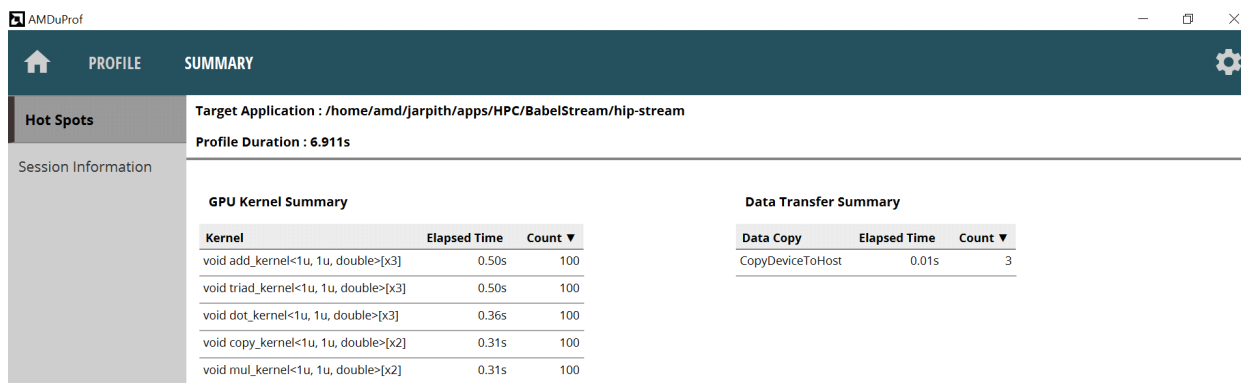 AMDuProf
PROFILE SUMMARY
Hot Spots
Session Information
Target Application : /home/amd/jarpith/apps/HPC/BabelStream/hip-stream
Profile Duration : 6.911s
GPU Kernel Summary
Kernel Elapsed Time Count ▼
void add_kernel<1u, 1u, double>[x3] 0.50s 100
void triad_kernel<1u, 1u, double>[x3] 0.50s 100
void dot_kernel<1u, 1u, double>[x3] 0.36s 100
void copy_kernel<1u, 1u, double>[x2] 0.31s 100
void mul_kernel<1u, 1u, double>[x2] 0.31s 100
Data Transfer Summary
Data Copy Elapsed Time Count ▼
CopyDeviceToHost 0.01s 3